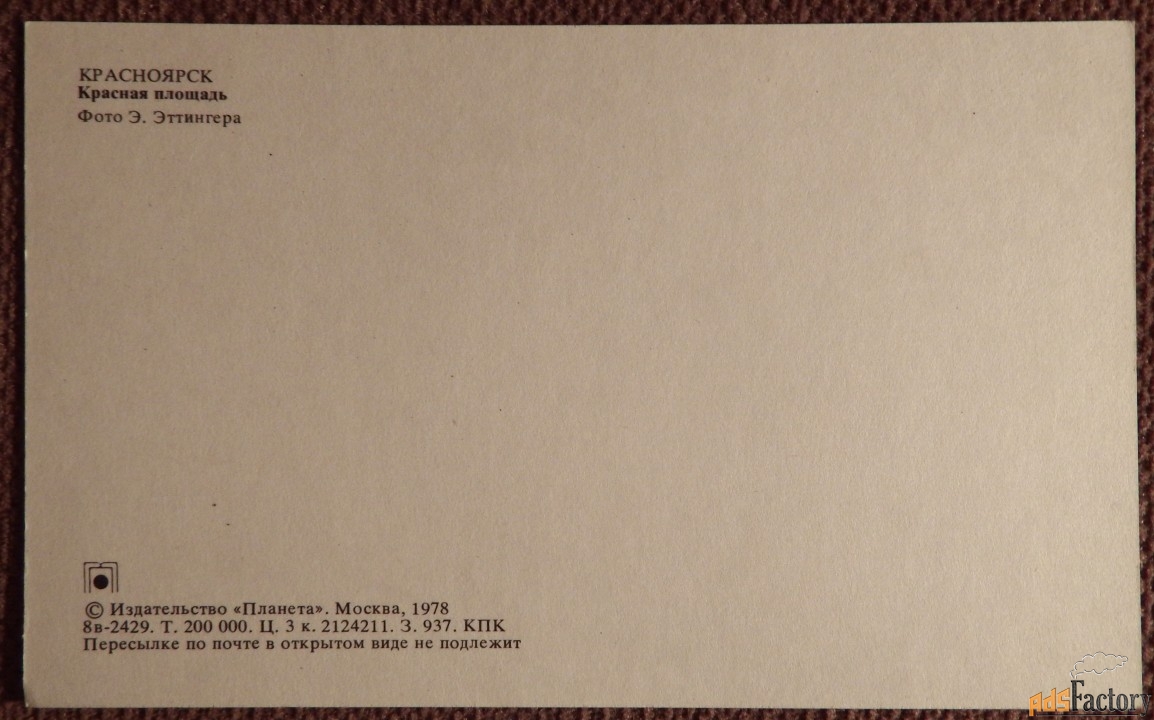 КРАСНОЯРСК
Красная площадь
Фото Э. Эттингера
© Издательство «Планета». Москва, 1978
8в-2429. Т. 200 000. Ц. 3 к. 2124211. З. 937. КПК
Пересылке по почте в открытом виде не подлежит
AdsFactory